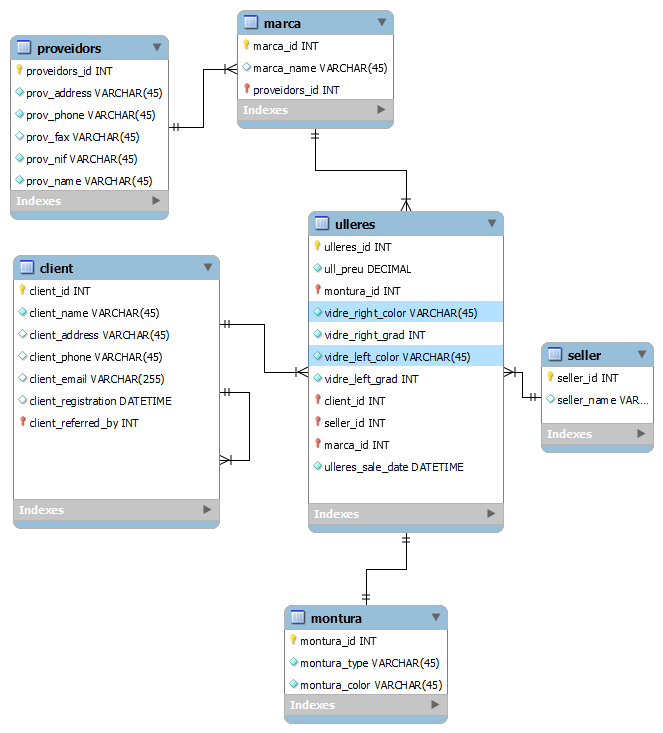 proveidors
proveidors_id INT
prov_address VARCHAR(45)
prov_phone VARCHAR(45)
prov_fax VARCHAR(45)
prov_nif VARCHAR(45)
prov_name VARCHAR(45)
Indexes
marca
marca_id INT
marca_name VARCHAR(45)
proveidors_id INT
Indexes
client
client_id INT
client_name VARCHAR(45)
client_address VARCHAR(45)
client_phone VARCHAR(45)
client_email VARCHAR(255)
client_registration DATETIME
client_referred_by INT
Indexes
ulleres
ulleres_id INT
ull_preu DECIMAL
montura_id INT
vidre_right_color VARCHAR(45)
vidre_right_grad INT
vidre_left_color VARCHAR(45)
vidre_left_grad INT
client_id INT
seller_id INT
marca_id INT
ulleres_sale_date DATETIME
Indexes
seller
seller_id INT
seller_name VAR...
Indexes
montura
montura_id INT
montura_type VARCHAR(45)
montura_color VARCHAR(45)
Indexes